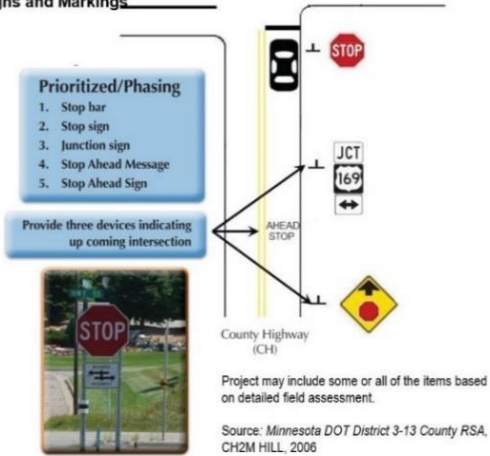 gns and Markings
STOP
Prioritized/Phasing
1. Stop bar
2. Stop sign
3. Junction sign
4. Stop Ahead Message
5. Stop Ahead Sign
JCT
169
Provide three devices indicating
up coming intersection
AHEAD
STOP
STOP
County Highway
(CH)
Project may include some or all of the items based
on detailed field assessment.
Source: Minnesota DOT District 3-13 County RSA,
CH2M HILL, 2006